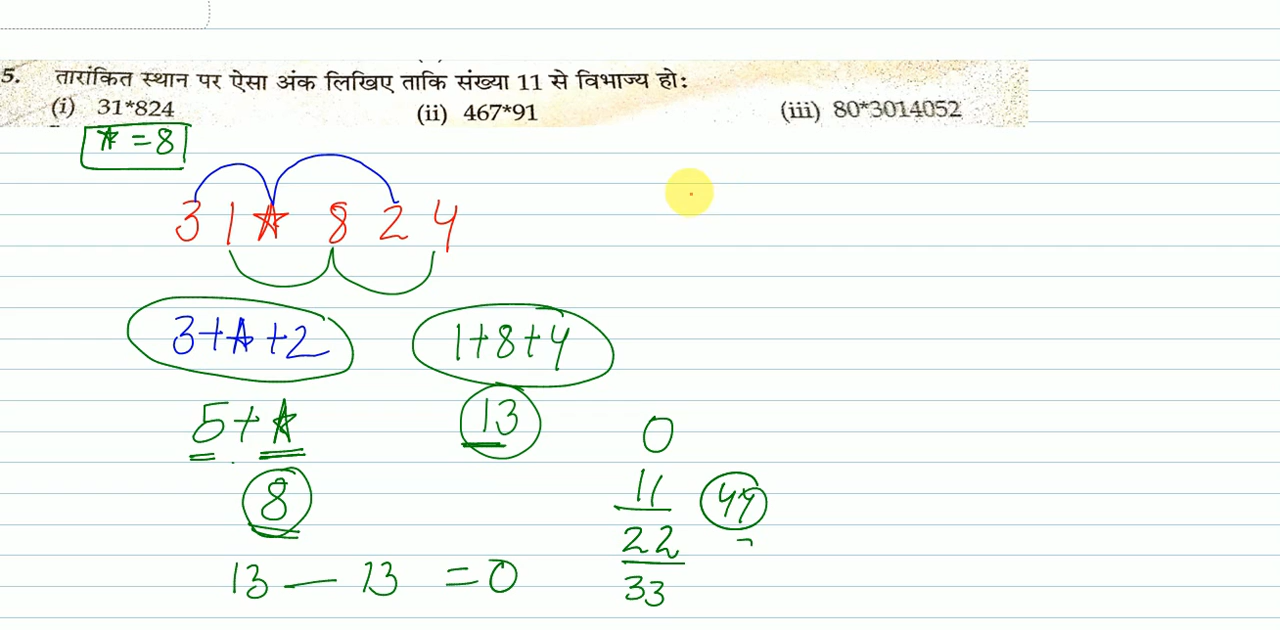 5. तारांकित स्थान पर ऐसा अंक लिखिए ताकि संख्या 11 से विभाज्य हो:
(i) 31*824 (ii) 467*91 (iii) 80*3014052
* = 8
3 1 * 8 2 4
3+*+2 1+8+4
5+* 13 0
8 11 44
22
13 — 13 = 0 33